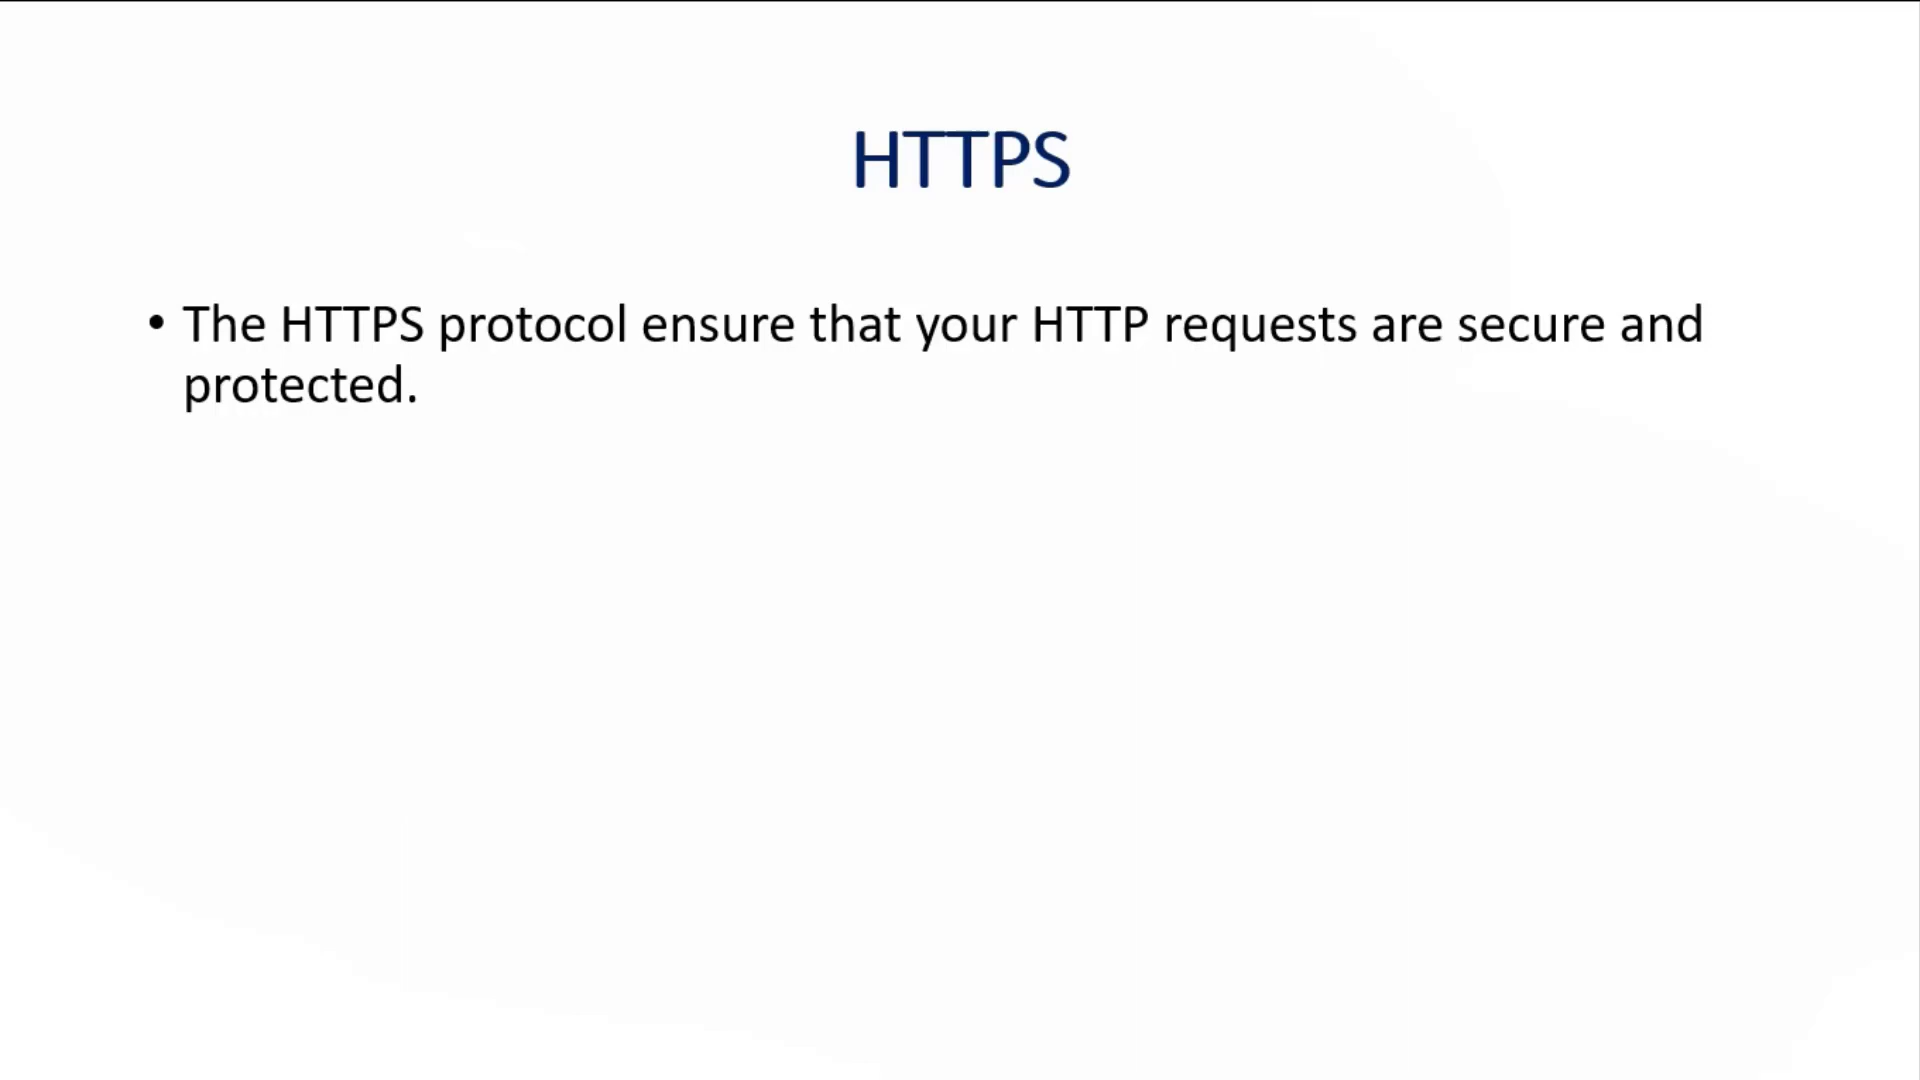 HTTPS
• The HTTPS protocol ensure that your HTTP requests are secure and
protected.